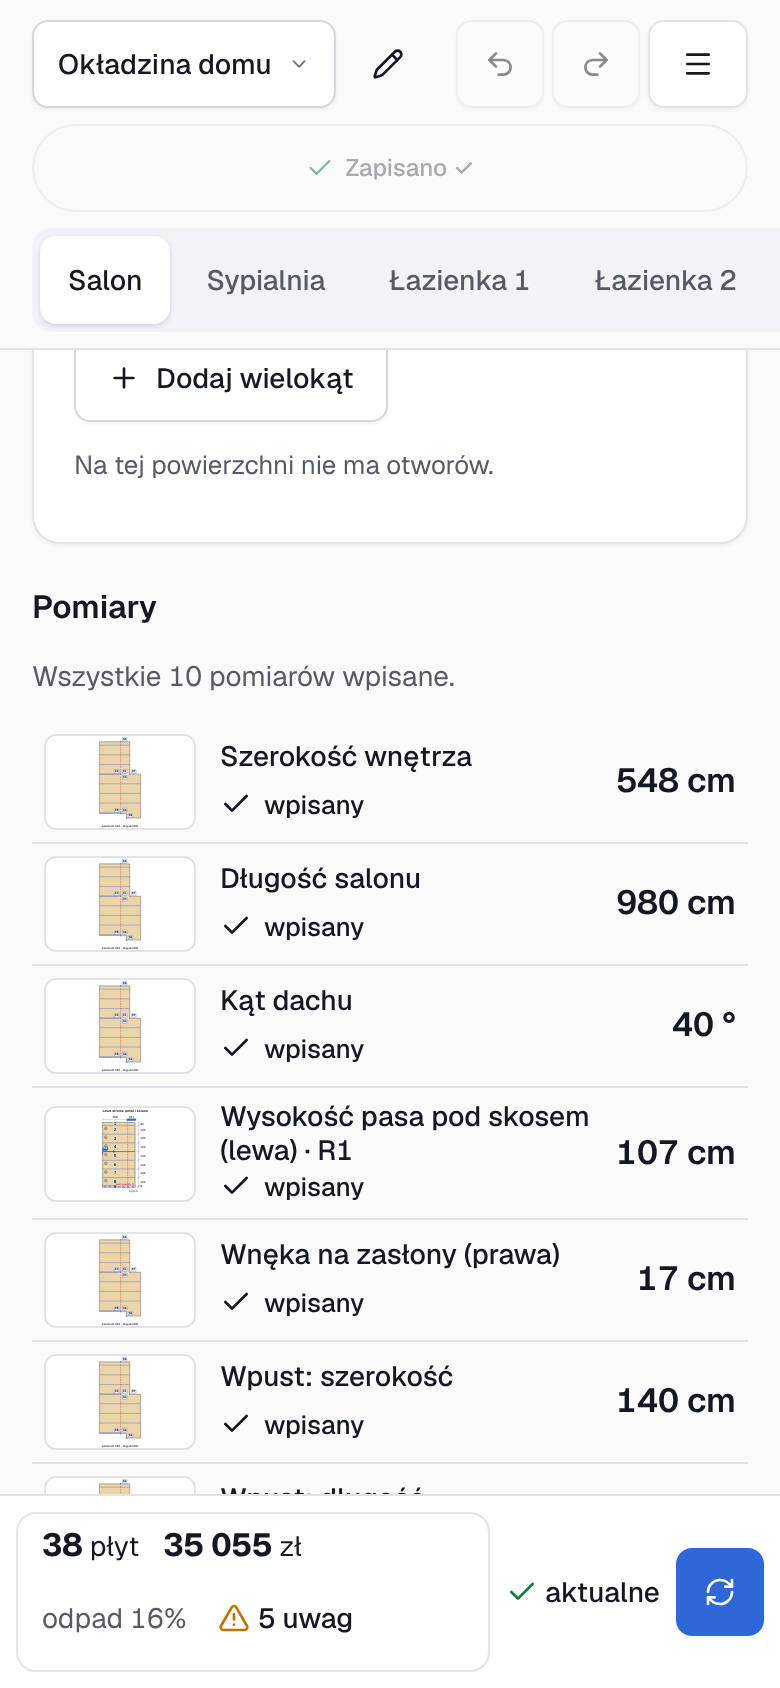 Okładzina domu
Zapisano ✓
Salon
Sypialnia
Łazienka 1
Łazienka 2
Dodaj wielokąt
Na tej powierzchni nie ma otworów.
Pomiary
Wszystkie 10 pomiarów wpisane.
Szerokość wnętrza
wpisany
548 cm
Długość salonu
wpisany
980 cm
Kąt dachu
wpisany
40 °
Wysokość pasa pod skosem
(lewa) · R1
wpisany
107 cm
Wnęka na zasłony (prawa)
wpisany
17 cm
Wpust: szerokość
wpisany
140 cm
38 płyt 35 055 zł
odpad 16%
5 uwag
aktualne